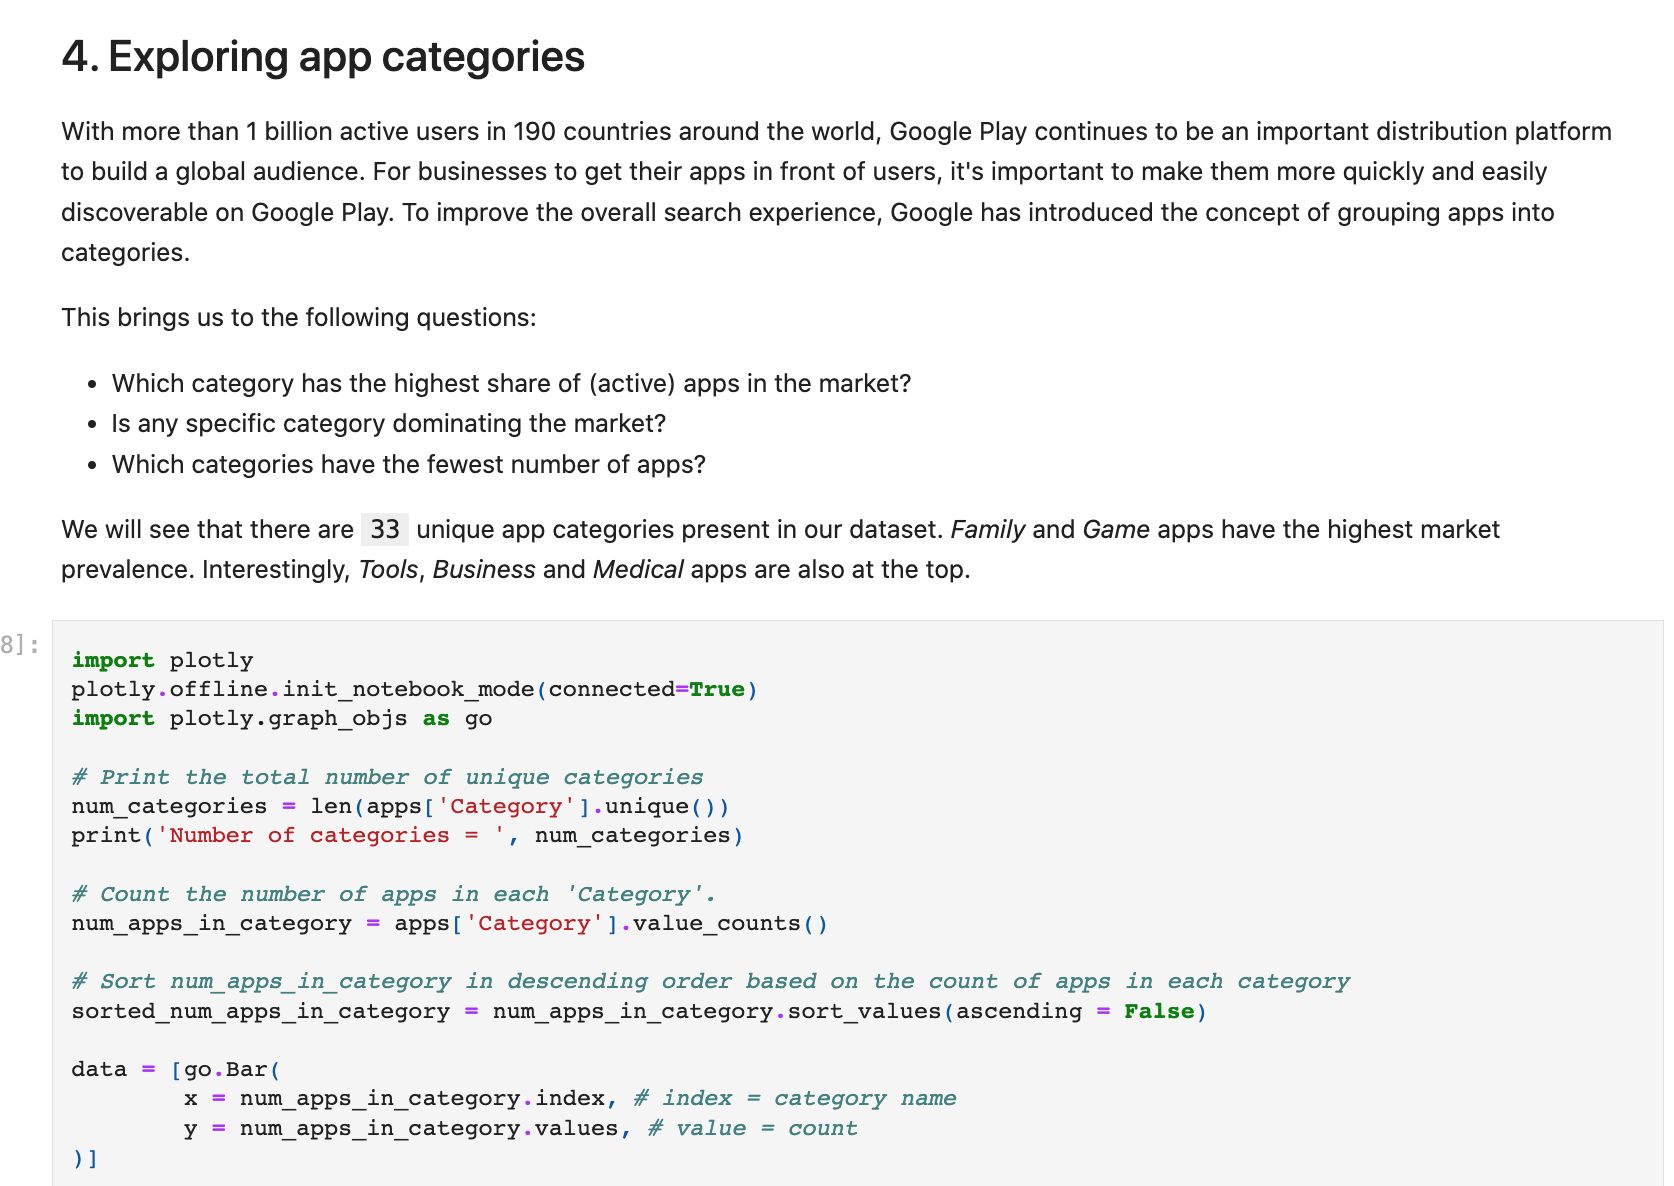 4. Exploring app categories
With more than 1 billion active users in 190 countries around the world, Google Play continues to be an important distribution platform
to build a global audience. For businesses to get their apps in front of users, it's important to make them more quickly and easily
discoverable on Google Play. To improve the overall search experience, Google has introduced the concept of grouping apps into
categories.
This brings us to the following questions:
• Which category has the highest share of (active) apps in the market?
• Is any specific category dominating the market?
• Which categories have the fewest number of apps?
We will see that there are 33 unique app categories present in our dataset. Family and Game apps have the highest market
prevalence. Interestingly, Tools, Business and Medical apps are also at the top.
8]:
import plotly
plotly.offline.init_notebook_mode(connected=True)
import plotly.graph_objs as go
# Print the total number of unique categories
num_categories = len(apps['Category'].unique())
print('Number of categories = ', num_categories)
# Count the number of apps in each 'Category'.
num_apps_in_category = apps['Category'].value_counts()
# Sort num_apps_in_category in descending order based on the count of apps in each category
sorted_num_apps_in_category = num_apps_in_category.sort_values(ascending = False)
data = [go.Bar(
        x = num_apps_in_category.index, # index = category name
        y = num_apps_in_category.values, # value = count
)]